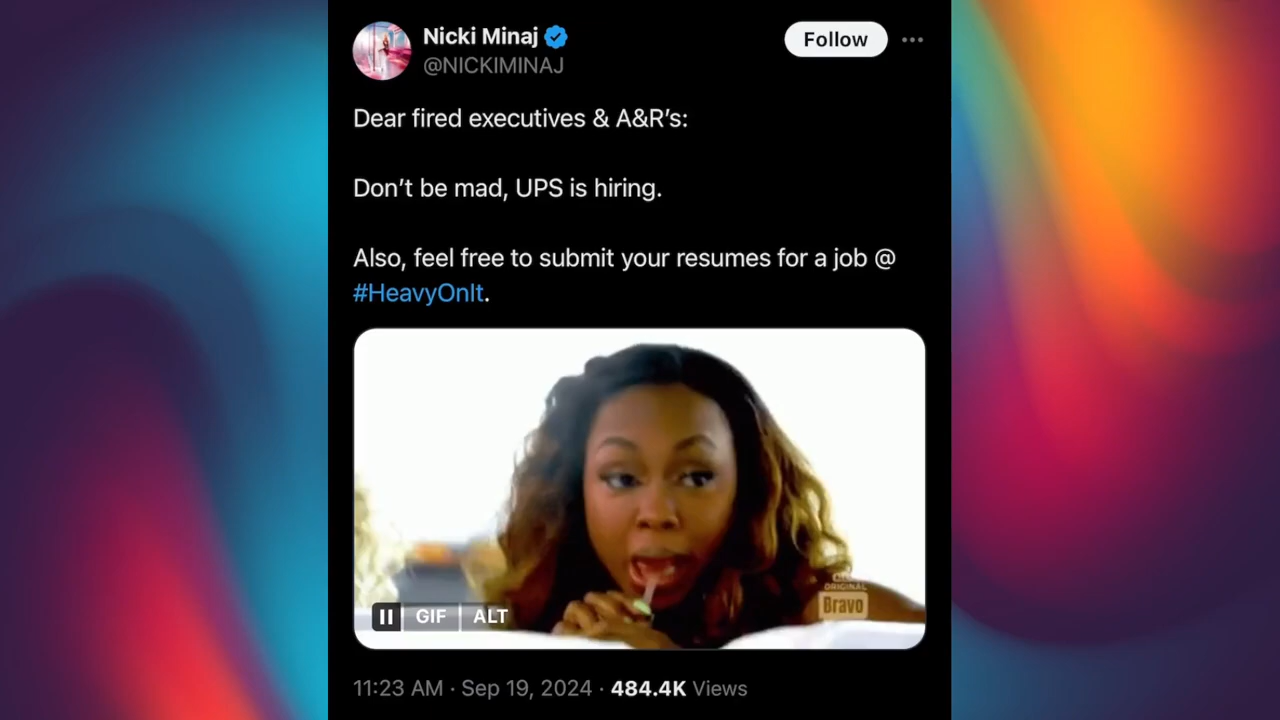 Nicki Minaj
@NICKIMINAJ
Follow
Dear fired executives & A&R’s:
Don’t be mad, UPS is hiring.
Also, feel free to submit your resumes for a job @
#HeavyOnIt.
ORIGINAL
Bravo
GIF ALT
11:23 AM · Sep 19, 2024 · 484.4K Views